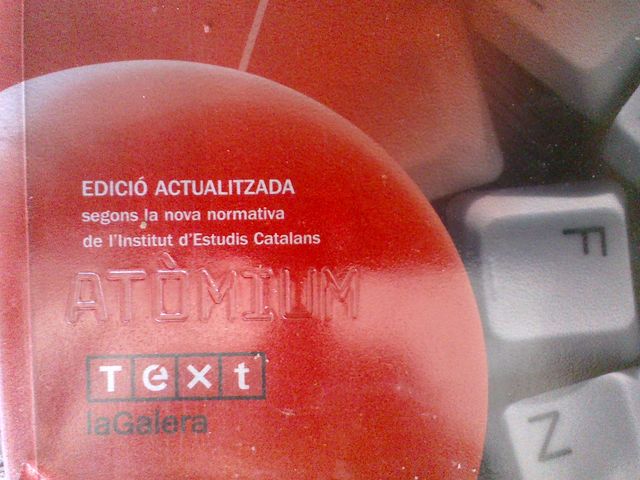 EDICIÓ ACTUALITZADA
segons la nova normativa
de l'Institut d'Estudis Catalans
ATÒMIUM
Text
laGalera
F
Z